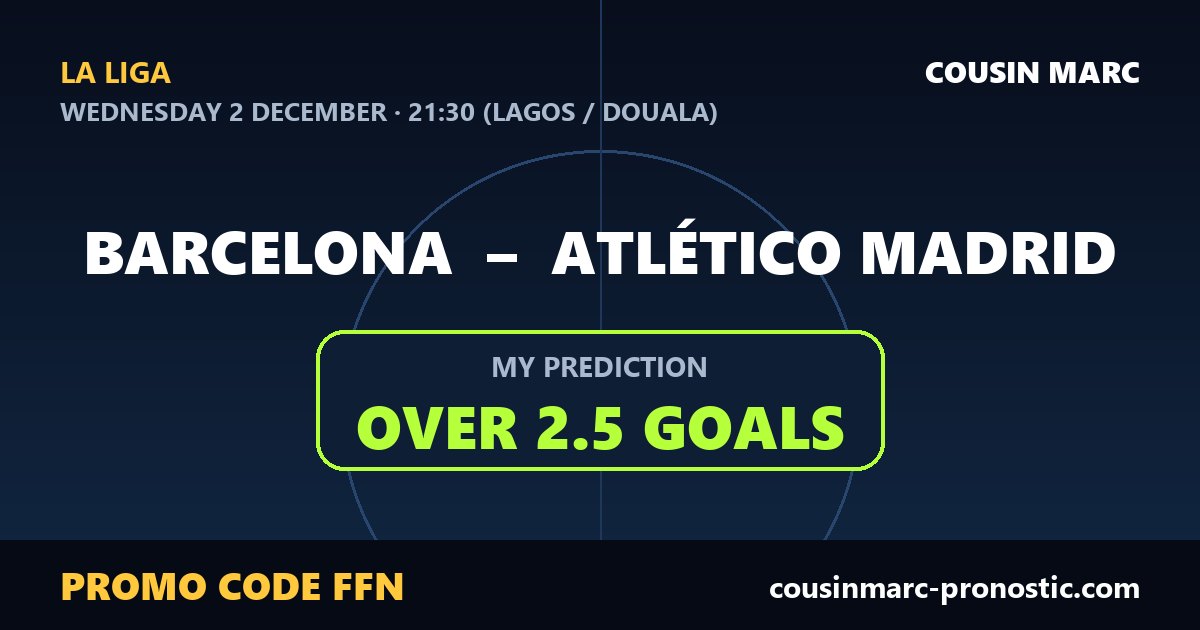 LA LIGA
COUSIN MARC
WEDNESDAY 2 DECEMBER · 21:30 (LAGOS / DOUALA)
BARCELONA – ATLÉTICO MADRID
MY PREDICTION
OVER 2.5 GOALS
PROMO CODE FFN
cousinmarc-pronostic.com